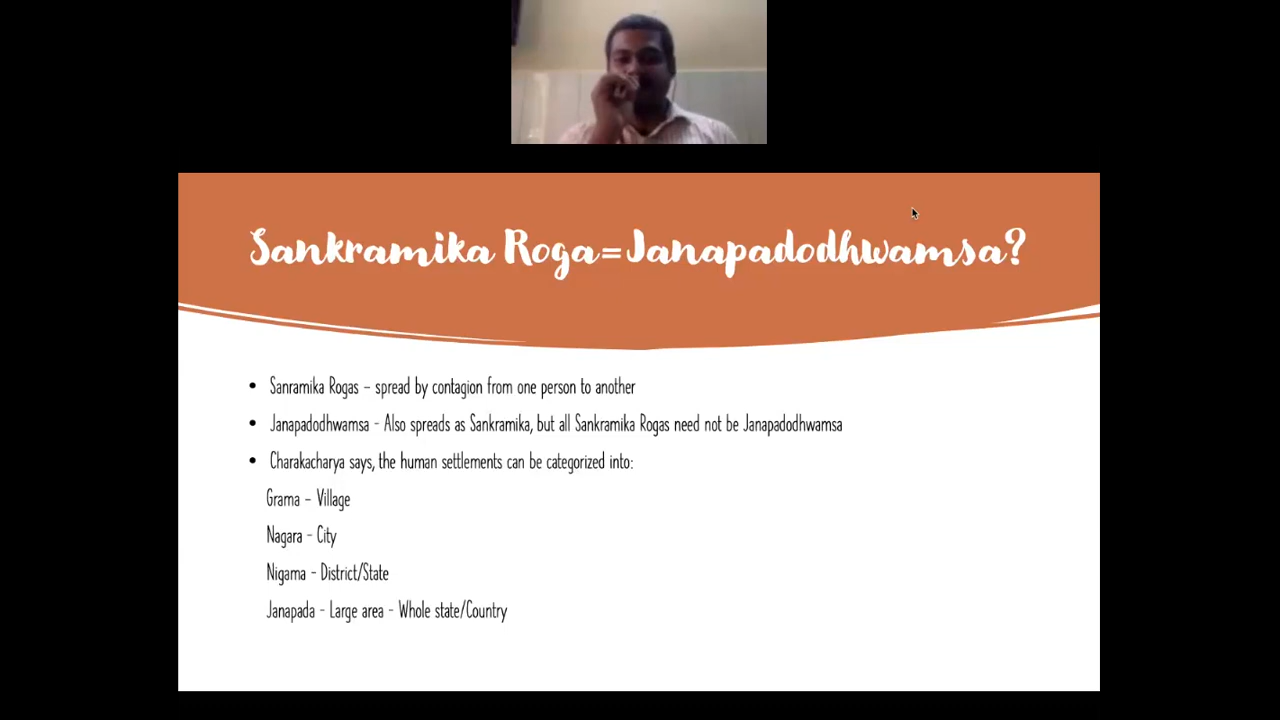 Sankramika Roga=Janapadodhwamsa?
• Sanramika Rogas – spread by contagion from one person to another
• Janapadodhwamsa - Also spreads as Sankramika, but all Sankramika Rogas need not be Janapadodhwamsa
• Charakacharya says, the human settlements can be categorized into:
Grama – Village
Nagara - City
Nigama - District/State
Janapada - Large area - Whole state/Country